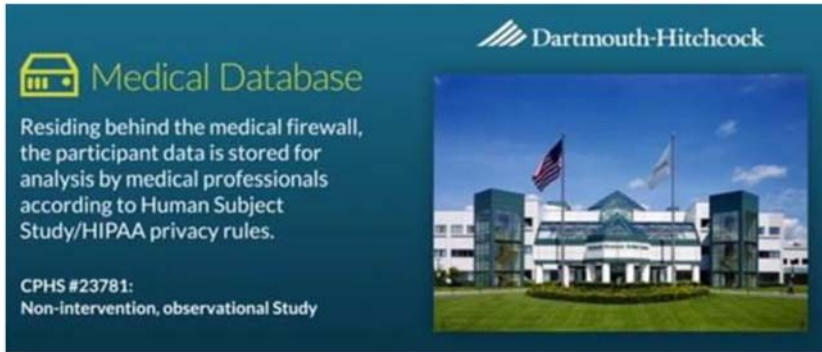 Dartmouth-Hitchcock
Medical Database
Residing behind the medical firewall,
the participant data is stored for
analysis by medical professionals
according to Human Subject
Study/HIPAA privacy rules.
CPHS #23781:
Non-intervention, observational Study